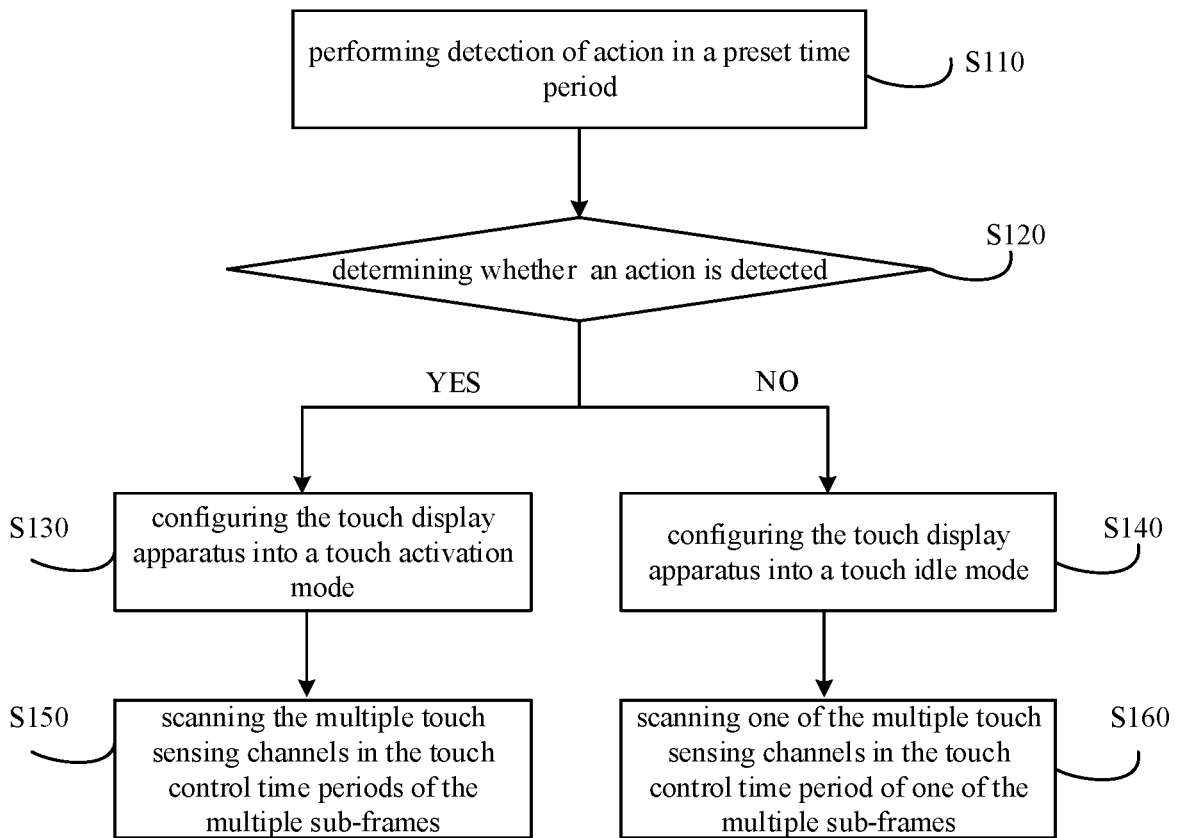 performing detection of action in a preset time
period
S110
S120
determining whether an action is detected
YES
NO
S130
configuring the touch display
apparatus into a touch activation
mode
configuring the touch display
apparatus into a touch idle mode
S140
S150
scanning the multiple touch
sensing channels in the touch
control time periods of the
multiple sub-frames
scanning one of the multiple touch
sensing channels in the touch
control time period of one of the
multiple sub-frames
S160